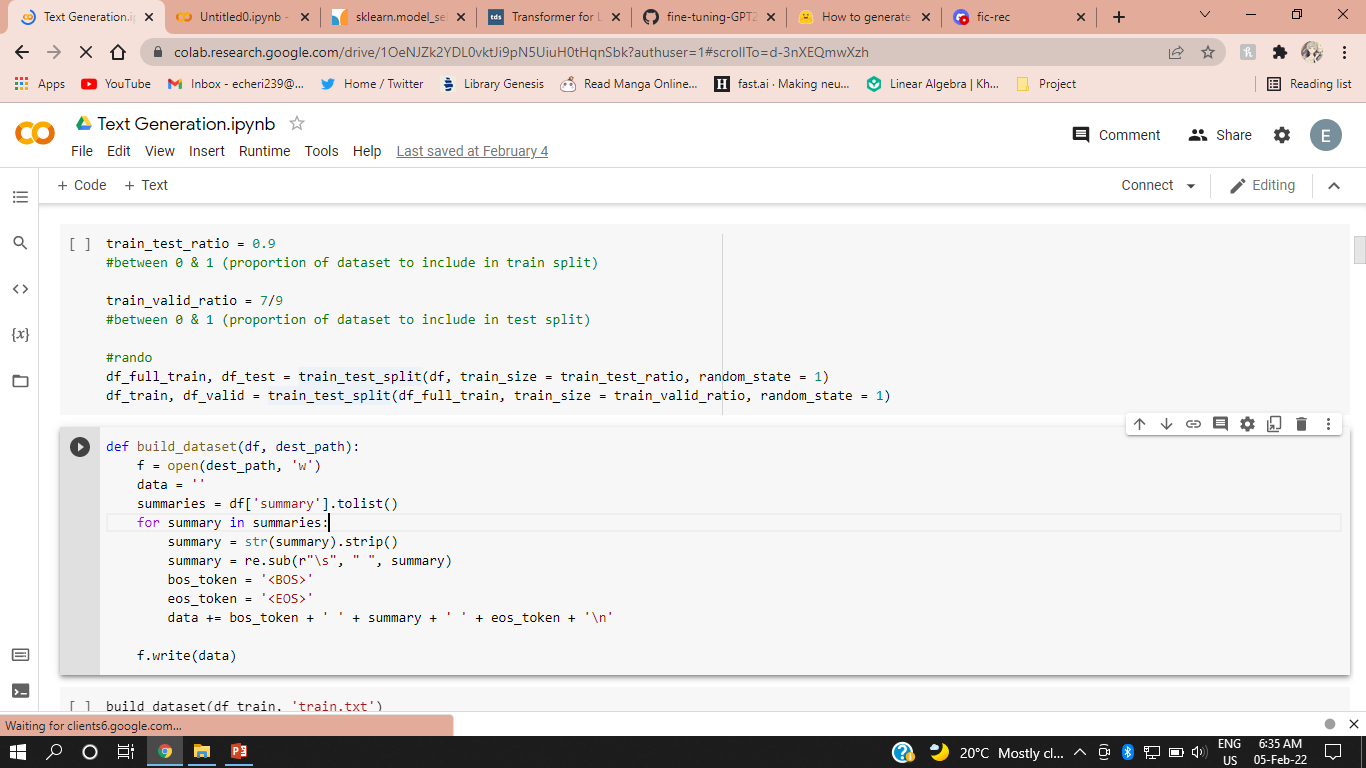 Text Generation.ipynb
Untitled0.ipynb -
sklearn.model_se
tds Transformer for L
fine-tuning-GPT2
How to generate
fic-rec
colab.research.google.com/drive/1OeNJZk2YDL0vktJi9pN5UiuH0tHqnSbk?authuser=1#scrollTo=d-3nXEQmwXzh
Apps
YouTube
Inbox - echeri239@...
Home / Twitter
Library Genesis
Read Manga Online...
H fast.ai · Making neu...
Linear Algebra | Kh...
Project
Reading list
Text Generation.ipynb
Comment
Share
E
File Edit View Insert Runtime Tools Help Last saved at February 4
+ Code + Text
Connect
Editing
[ ] train_test_ratio = 0.9
#between 0 & 1 (proportion of dataset to include in train split)
train_valid_ratio = 7/9
#between 0 & 1 (proportion of dataset to include in test split)
#rando
df_full_train, df_test = train_test_split(df, train_size = train_test_ratio, random_state = 1)
df_train, df_valid = train_test_split(df_full_train, train_size = train_valid_ratio, random_state = 1)
def build_dataset(df, dest_path):
f = open(dest_path, 'w')
data = ''
summaries = df['summary'].tolist()
for summary in summaries:
summary = str(summary).strip()
summary = re.sub(r"\s", " ", summary)
bos_token = '<BOS>'
eos_token = '<EOS>'
data += bos_token + ' ' + summary + ' ' + eos_token + '\n'
f.write(data)
[ ] build_dataset(df_train, 'train.txt')
{x}
Waiting for clients6.google.com...
20°C Mostly cl...
ENG
US
6:35 AM
05-Feb-22